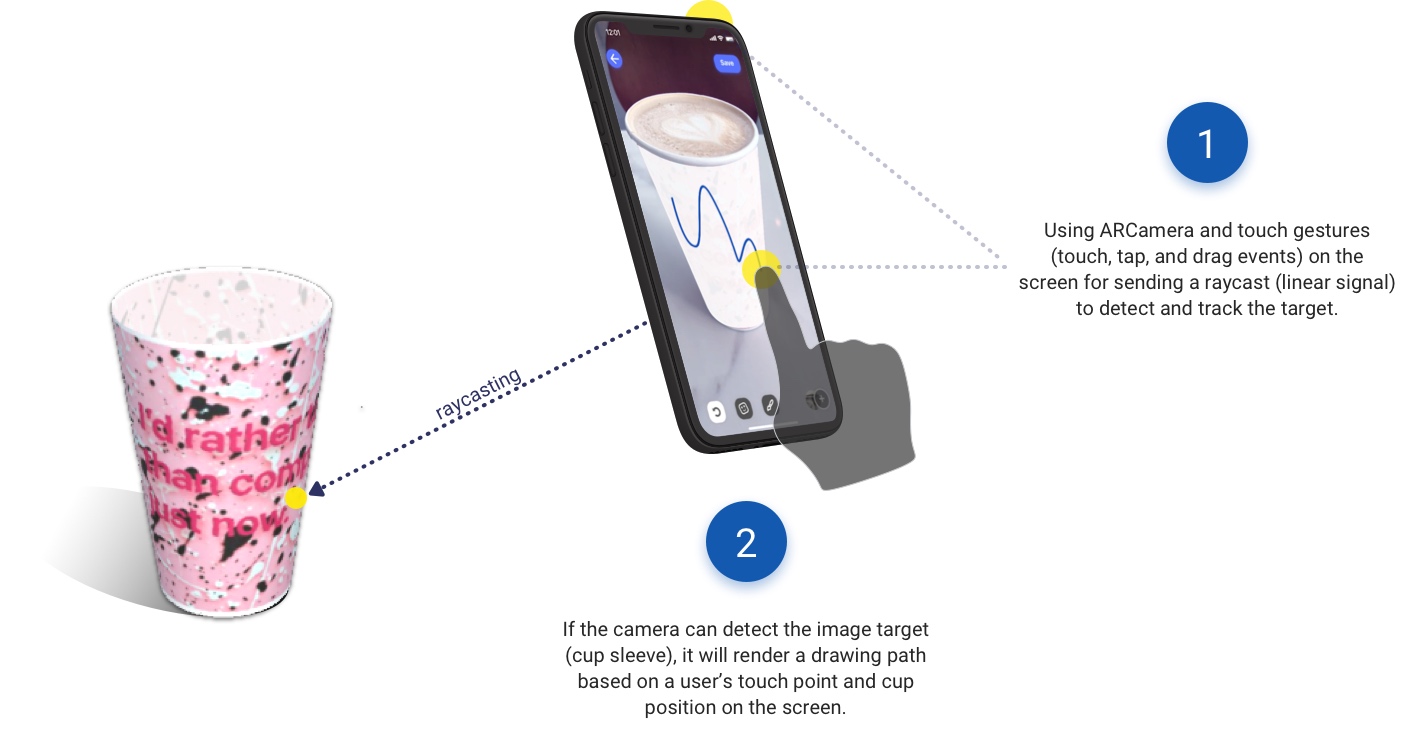 12:01
Save
1
Using ARCamera and touch gestures
(touch, tap, and drag events) on the
screen for sending a raycast (linear signal)
to detect and track the target.
raycasting
I'd rather
than com
just now.
2
If the camera can detect the image target
(cup sleeve), it will render a drawing path
based on a user’s touch point and cup
position on the screen.